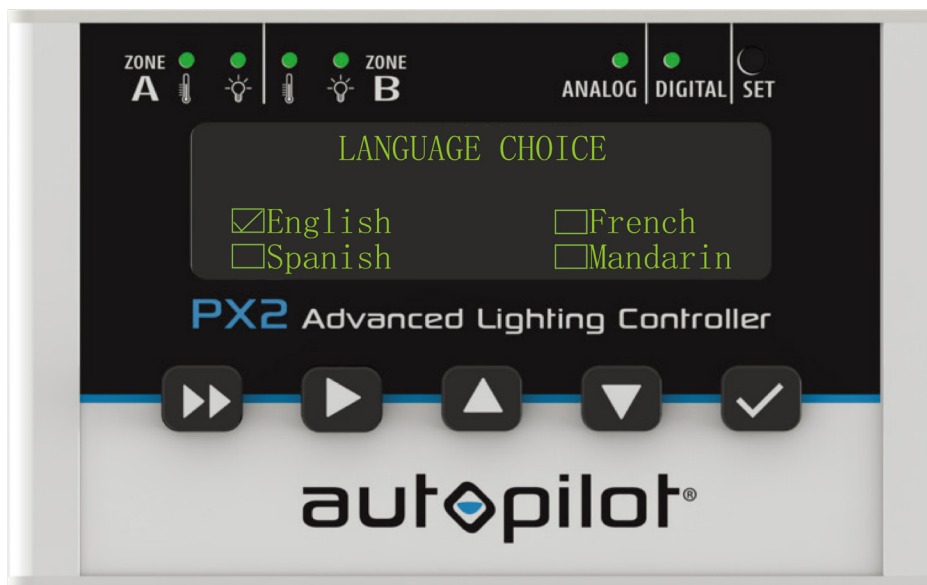 ZONE
A
ZONE
B
ANALOG
DIGITAL
SET
LANGUAGE CHOICE
English
French
Spanish
Mandarin
PX2 Advanced Lighting Controller
autopilot®